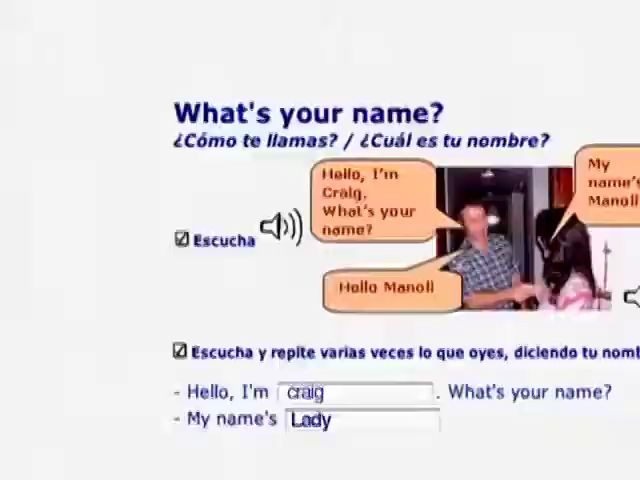 What's your name?
¿Cómo te llamas? / ¿Cuál es tu nombre?
Hello, I'm
Craig.
What's your
name?
My
name's
Manoli
Escucha
Hello Manoli
Escucha y repite varias veces lo que oyes, diciendo tu nomb
- Hello, I'm craig . What's your name?
- My name's Lady